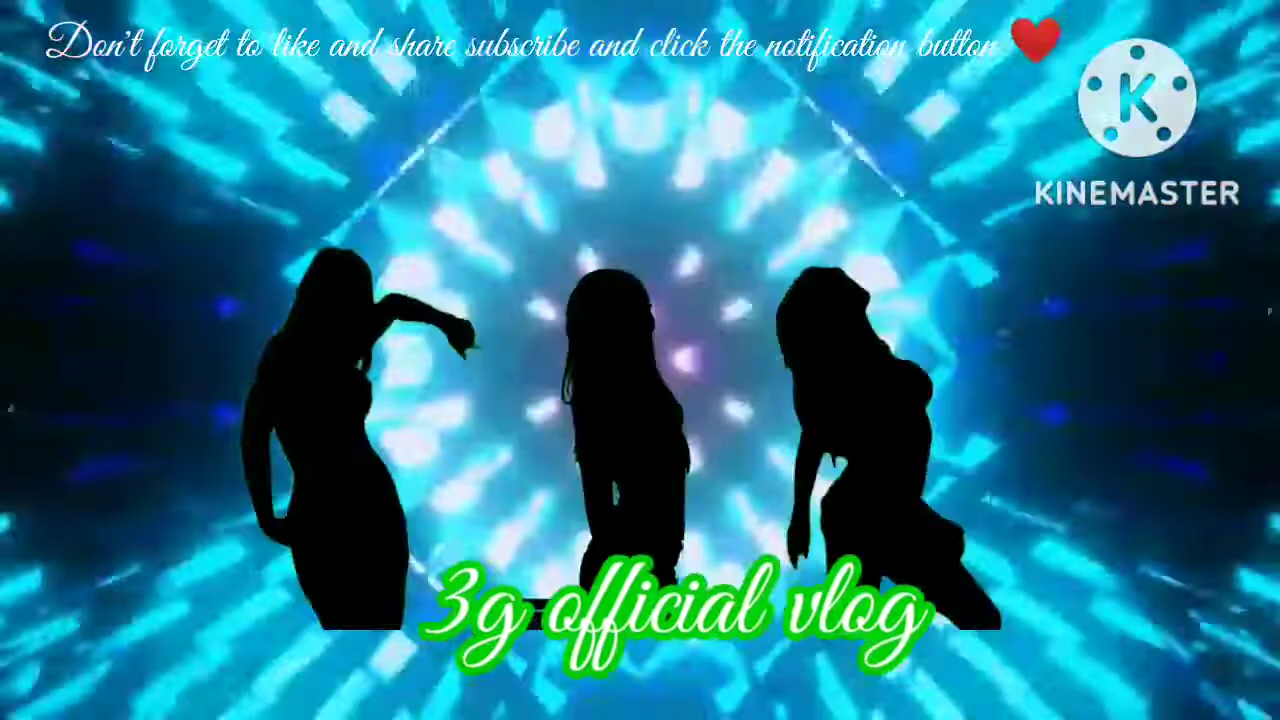 Don't forget to like and share subscribe and click the notification button ❤️
K
KINEMASTER
3g official vlog